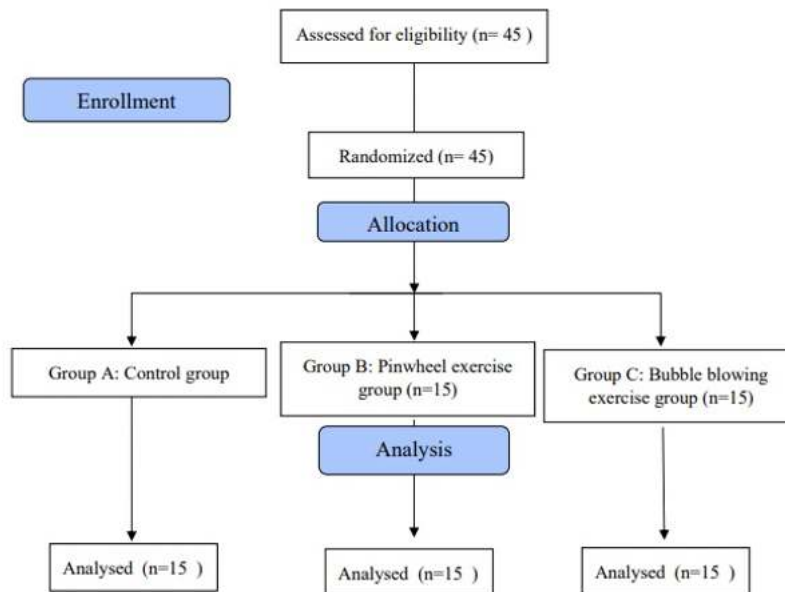 Assessed for eligibility (n= 45 )
Enrollment
Randomized (n= 45)
Allocation
Group A: Control group
Group B: Pinwheel exercise
group (n=15)
Group C: Bubble blowing
exercise group (n=15)
Analysis
Analysed (n=15 )
Analysed (n=15 )
Analysed (n=15 )